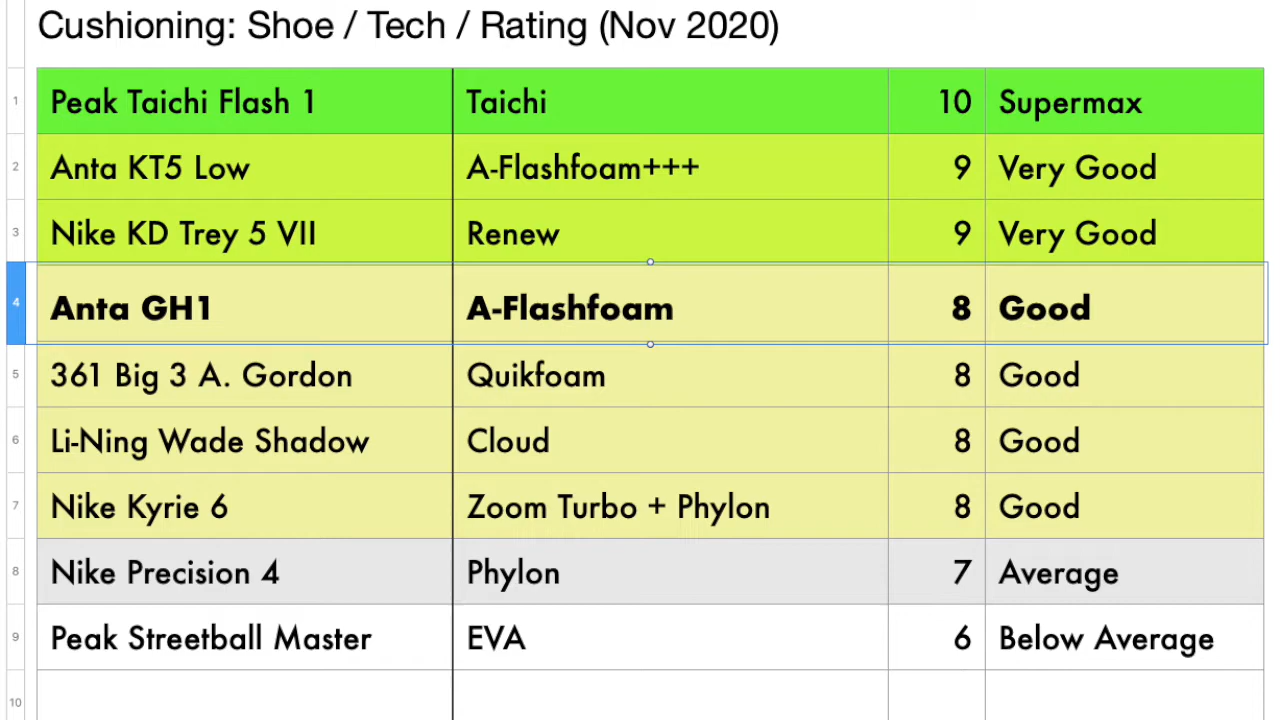 Cushioning: Shoe / Tech / Rating (Nov 2020)
1 Peak Taichi Flash 1 Taichi 10 Supermax
2 Anta KT5 Low A-Flashfoam+++ 9 Very Good
3 Nike KD Trey 5 VII Renew 9 Very Good
4 Anta GH1 A-Flashfoam 8 Good
5 361 Big 3 A. Gordon Quikfoam 8 Good
6 Li-Ning Wade Shadow Cloud 8 Good
7 Nike Kyrie 6 Zoom Turbo + Phylon 8 Good
8 Nike Precision 4 Phylon 7 Average
9 Peak Streetball Master EVA 6 Below Average
10